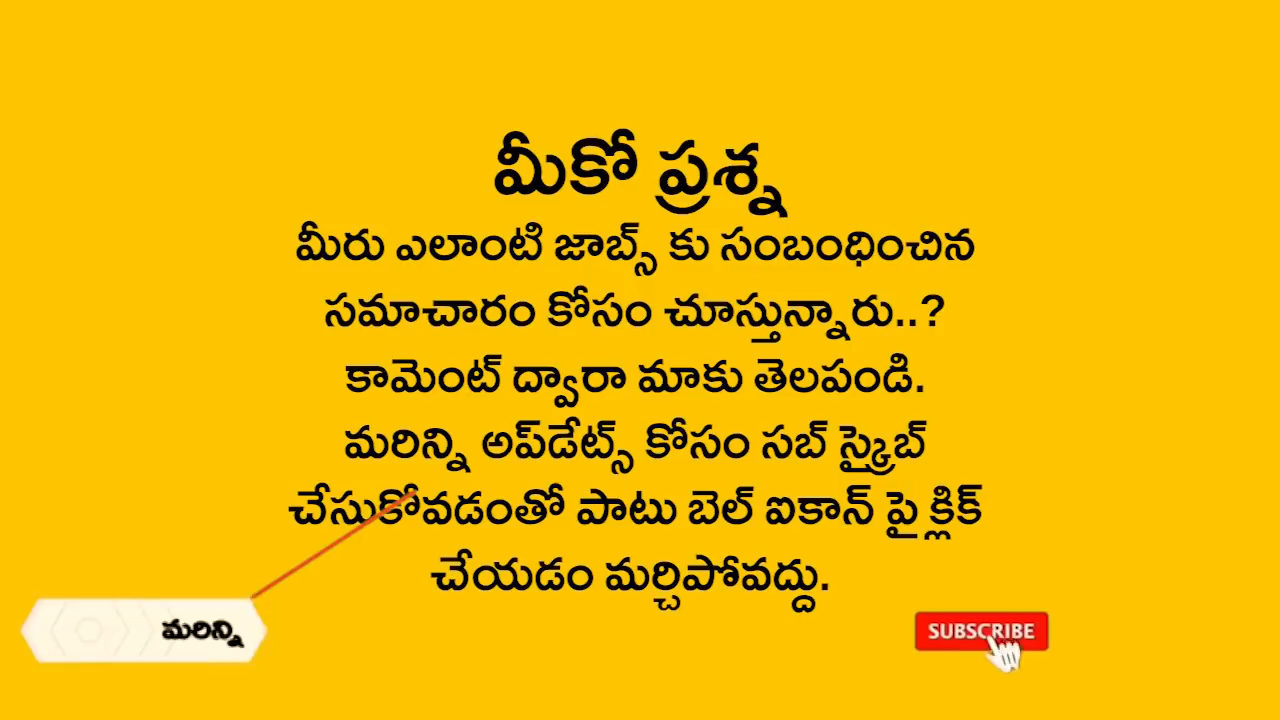 మీకో ప్రశ్న
మీరు ఎలాంటి జాబ్స్ కు సంబంధించిన
సమాచారం కోసం చూస్తున్నారు..?
కామెంట్ ద్వారా మాకు తెలపండి.
మరిన్ని అప్‌డేట్స్ కోసం సబ్ స్క్రైబ్
చేసుకోవడంతో పాటు బెల్ ఐకాన్ పై క్లిక్
చేయడం మర్చిపోవద్దు.
మరిన్ని
SUBSCRIBE